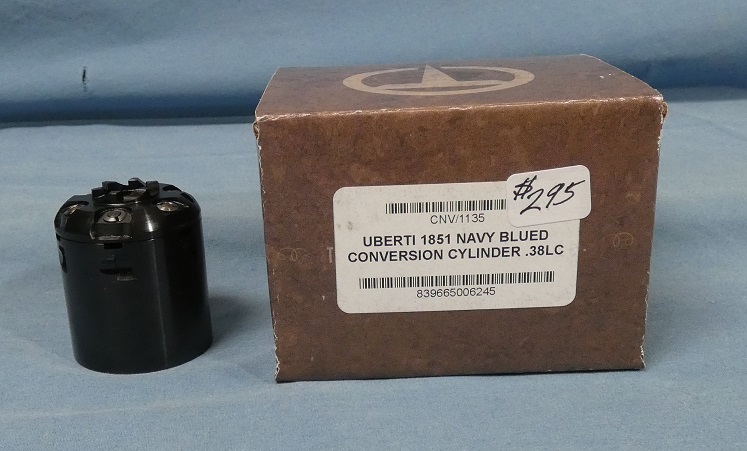 CNV/1135
$295
UBERTI 1851 NAVY BLUED
CONVERSION CYLINDER .38LC
839665006245